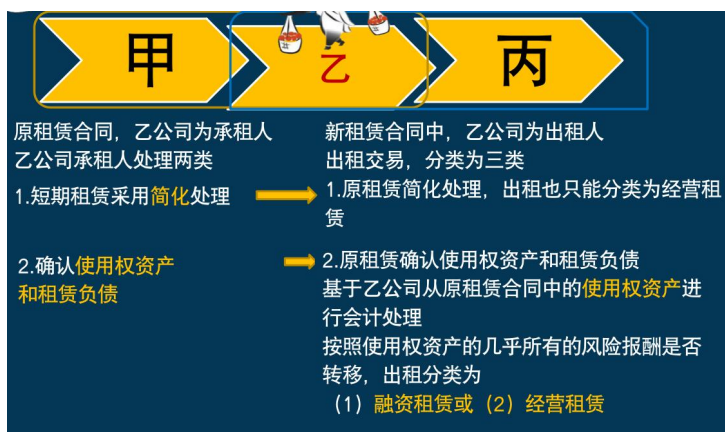 甲
乙
丙
原租赁合同，乙公司为承租人
乙公司承租人处理两类
1.短期租赁采用简化处理
2.确认使用权资产
和租赁负债
新租赁合同中，乙公司为出租人
出租交易，分类为三类
1.原租赁简化处理，出租也只能分类为经营租
赁
2.原租赁确认使用权资产和租赁负债
基于乙公司从原租赁合同中的使用权资产进
行会计处理
按照使用权资产的几乎所有的风险报酬是否
转移，出租分类为
（1）融资租赁或（2）经营租赁